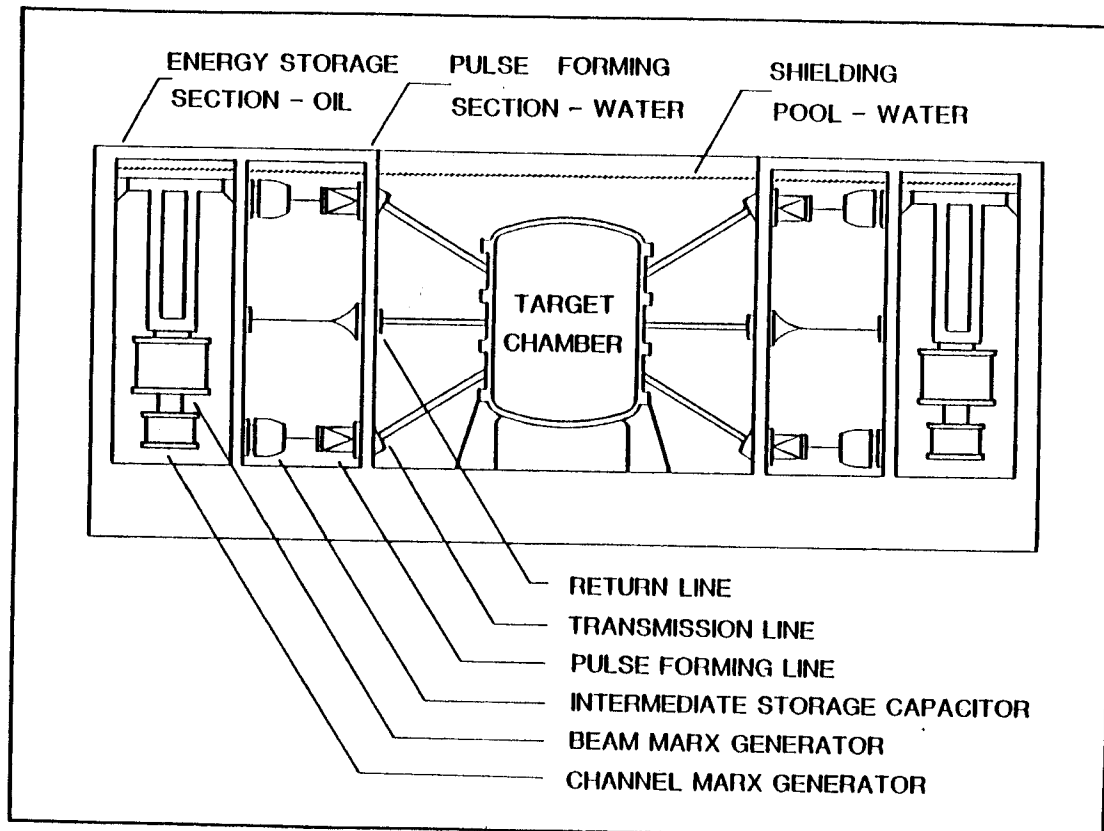 ENERGY STORAGE
SECTION - OIL
PULSE FORMING
SECTION - WATER
SHIELDING
POOL - WATER
TARGET
CHAMBER
RETURN LINE
TRANSMISSION LINE
PULSE FORMING LINE
INTERMEDIATE STORAGE CAPACITOR
BEAM MARX GENERATOR
CHANNEL MARX GENERATOR